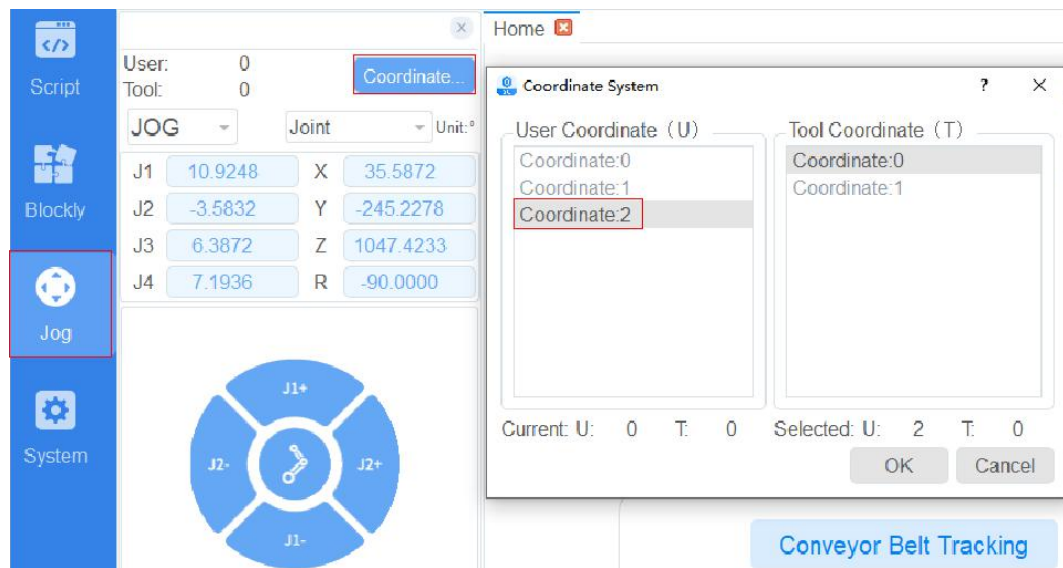 Script
Blockly
Jog
System
User: 0
Tool: 0
Coordinate...
JOG Joint Unit:°
J1 10.9248 X 35.5872
J2 -3.5832 Y -245.2278
J3 6.3872 Z 1047.4233
J4 7.1936 R -90.0000
J1+
J2- J2+
J1-
Home
Coordinate System ?
User Coordinate (U)
Coordinate:0
Coordinate:1
Coordinate:2
Tool Coordinate (T)
Coordinate:0
Coordinate:1
Current: U: 0 T: 0 Selected: U: 2 T: 0
OK Cancel
Conveyor Belt Tracking